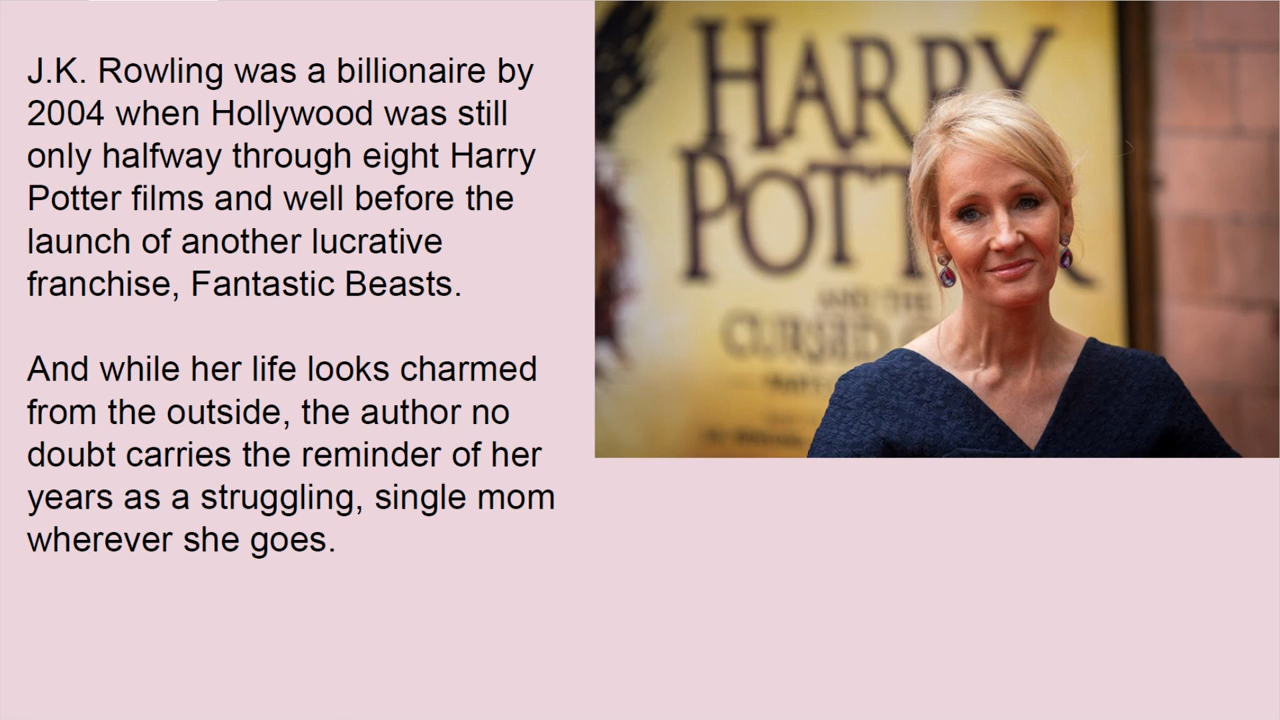 J.K. Rowling was a billionaire by
2004 when Hollywood was still
only halfway through eight Harry
Potter films and well before the
launch of another lucrative
franchise, Fantastic Beasts.
And while her life looks charmed
from the outside, the author no
doubt carries the reminder of her
years as a struggling, single mom
wherever she goes.
HARRY
POTT
AND THE
CURSED